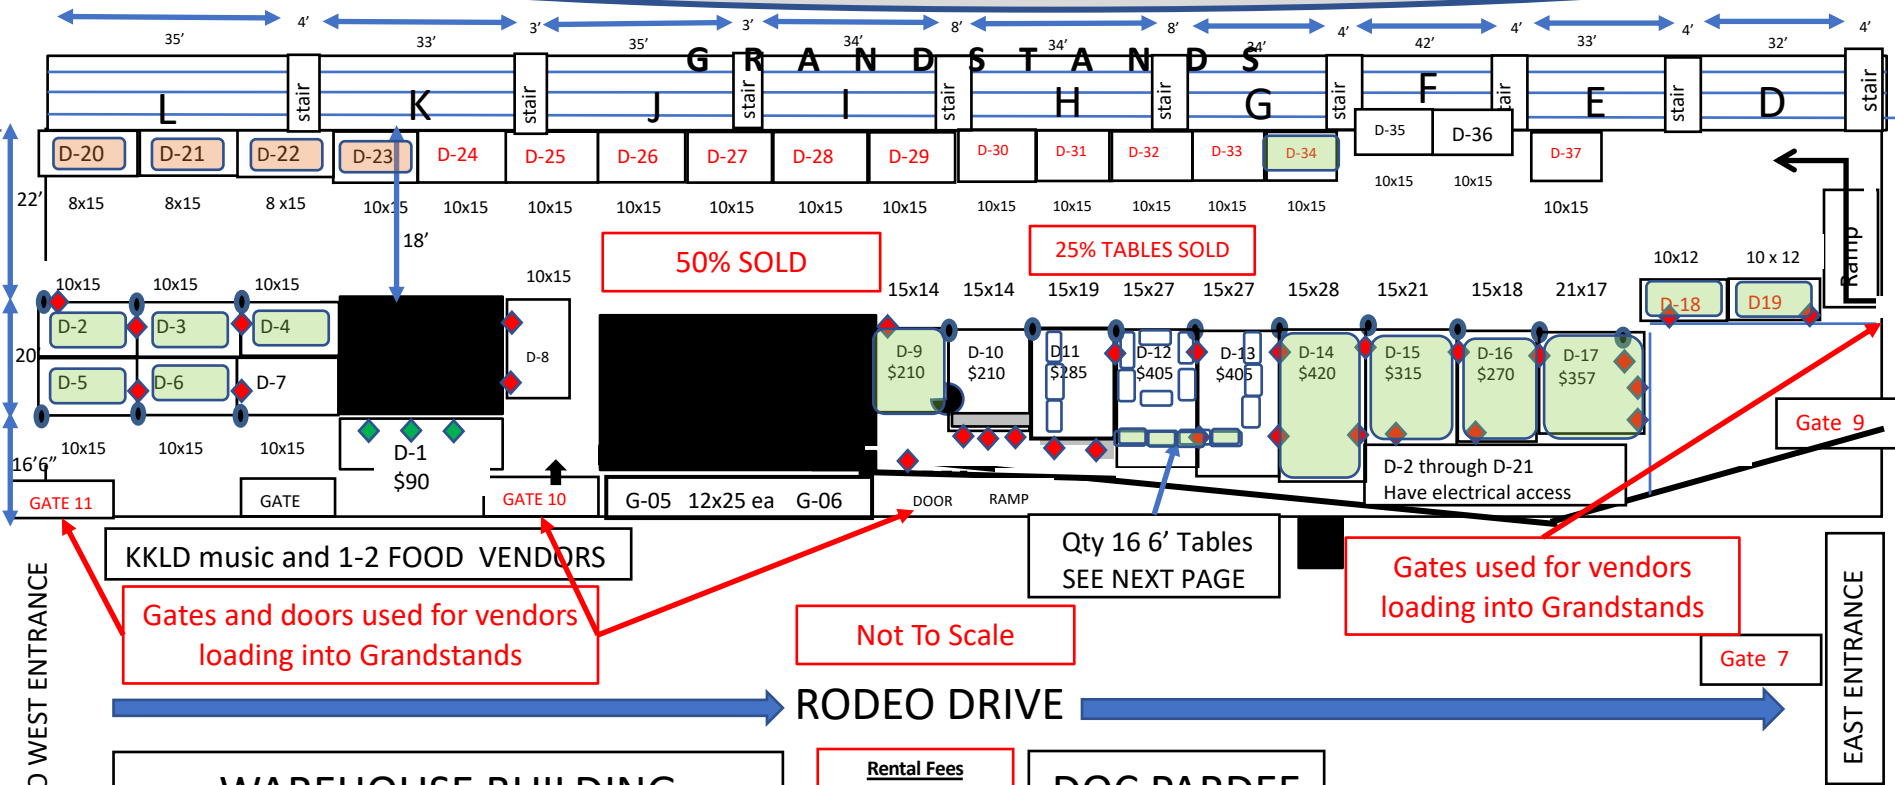 35’ 4’ 33’ 3’ 35’ 3’ 34’ 8’ 34’ 8’ 34’ 4’ 42’ 4’ 33’ 4’ 32’ 4’
GRANDSTANDS
L stair K stair J stair I stair H stair G stair F stair E stair D stair
D-20 D-21 D-22 D-23 D-24 D-25 D-26 D-27 D-28 D-29 D-30 D-31 D-32 D-33 D-34 D-35 D-36 D-37
22’ 8x15 8x15 8 x15 10x15 10x15 10x15 10x15 10x15 10x15 10x15 10x15 10x15 10x15 10x15 10x15 10x15 10x15 10x15
18’
50% SOLD
25% TABLES SOLD
Ramp
10x15 10x15 10x15 10x15 15x14 15x14 15x19 15x27 15x27 15x28 15x21 15x18 21x17 10x12 10 x 12
D-2 D-3 D-4 D-18 D19
20’
D-8
D-9 D-10 D11 D-12 D-13 D-14 D-15 D-16 D-17
$210 $210 $285 $405 $405 $420 $315 $270 $357
D-5 D-6 D-7
10x15 10x15 10x15
16’6”
D-1
$90
Gate 9
D-2 through D-21
Have electrical access
GATE 11 GATE GATE 10 G-05 12x25 ea G-06 DOOR RAMP
KKLD music and 1-2 FOOD VENDORS
Qty 16 6’ Tables
SEE NEXT PAGE
Gates used for vendors
loading into Grandstands
Gates and doors used for vendors
loading into Grandstands
Not To Scale
Gate 7
WEST ENTRANCE
EAST ENTRANCE
RODEO DRIVE
WAREHOUSE BUILDING
Rental Fees
DOC PARDEE